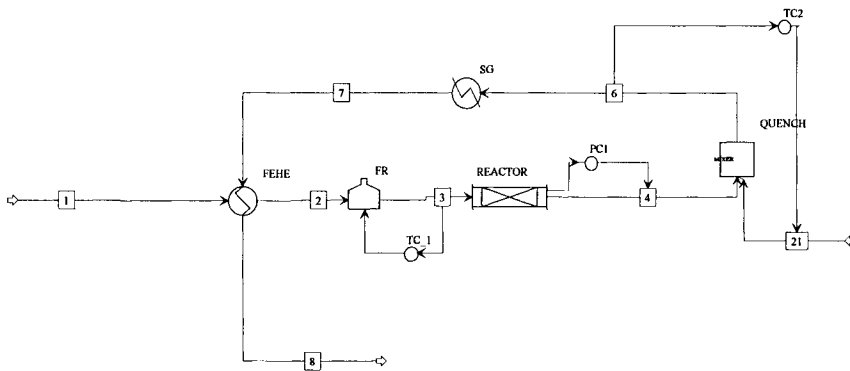 TC2
SG
7
6
QUENCH
MIXER
PC1
FEHE
FR
REACTOR
1
2
3
4
21
TC_1
8